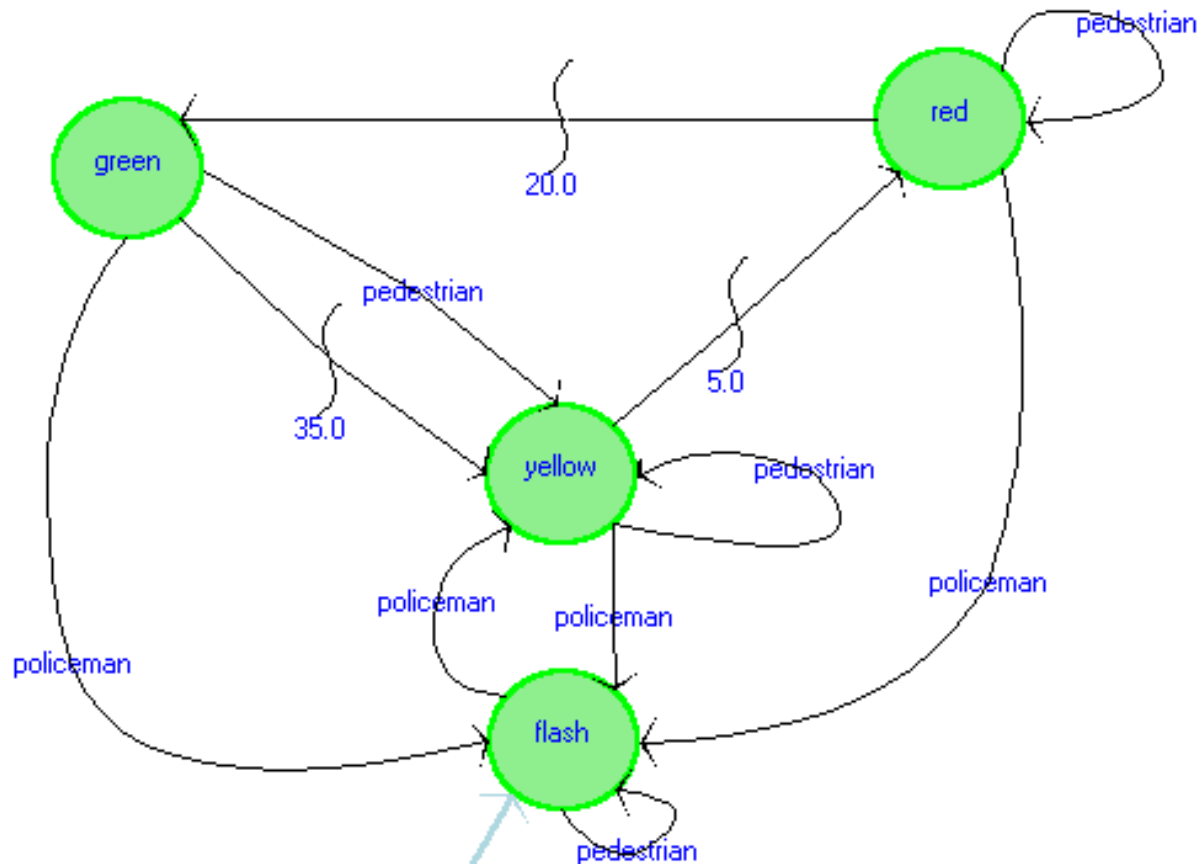 pedestrian
red
green
20.0
pedestrian
5.0
35.0
yellow
pedestrian
policeman
policeman
policeman
policeman
flash
pedestrian